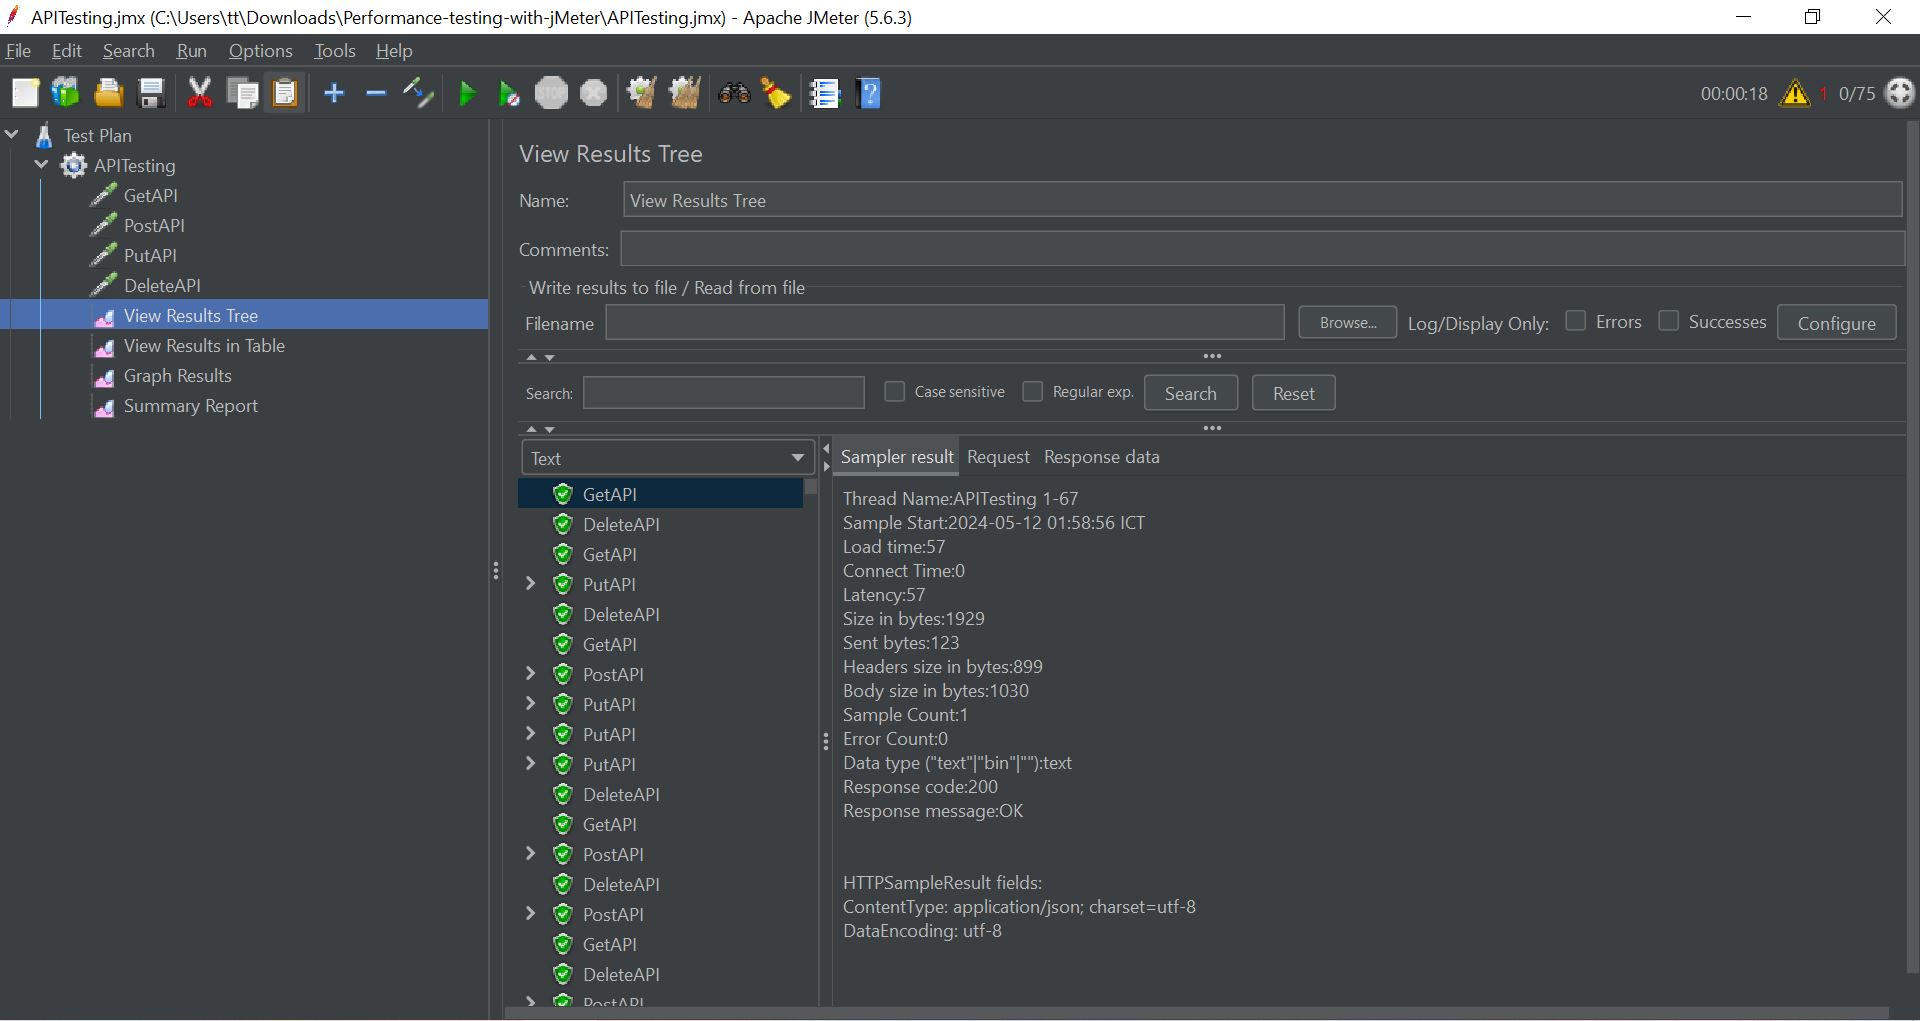 APITesting.jmx (C:\Users\tt\Downloads\Performance-testing-with-jMeter\APITesting.jmx) - Apache JMeter (5.6.3)
File Edit Search Run Options Tools Help
STOP
00:00:18 1 0/75
Test Plan
APITesting
GetAPI
PostAPI
PutAPI
DeleteAPI
View Results Tree
View Results in Table
Graph Results
Summary Report
View Results Tree
Name: View Results Tree
Comments:
Write results to file / Read from file
Filename Browse... Log/Display Only: Errors Successes Configure
Search: Case sensitive Regular exp. Search Reset
Text
GetAPI
DeleteAPI
GetAPI
PutAPI
DeleteAPI
GetAPI
PostAPI
PutAPI
PutAPI
PutAPI
DeleteAPI
GetAPI
PostAPI
DeleteAPI
PostAPI
GetAPI
DeleteAPI
PostAPI
Sampler result Request Response data
Thread Name:APITesting 1-67
Sample Start:2024-05-12 01:58:56 ICT
Load time:57
Connect Time:0
Latency:57
Size in bytes:1929
Sent bytes:123
Headers size in bytes:899
Body size in bytes:1030
Sample Count:1
Error Count:0
Data type ("text"|"bin"|""):text
Response code:200
Response message:OK
HTTPSampleResult fields:
ContentType: application/json; charset=utf-8
DataEncoding: utf-8